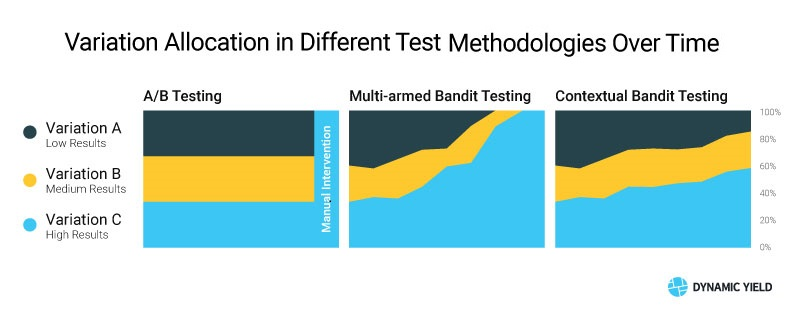 Variation Allocation in Different Test Methodologies Over Time
A/B Testing
Multi-armed Bandit Testing
Contextual Bandit Testing
Variation A
Low Results
Variation B
Medium Results
Variation C
High Results
Manual Intervention
100%
80%
60%
40%
20%
0%
DYNAMIC YIELD